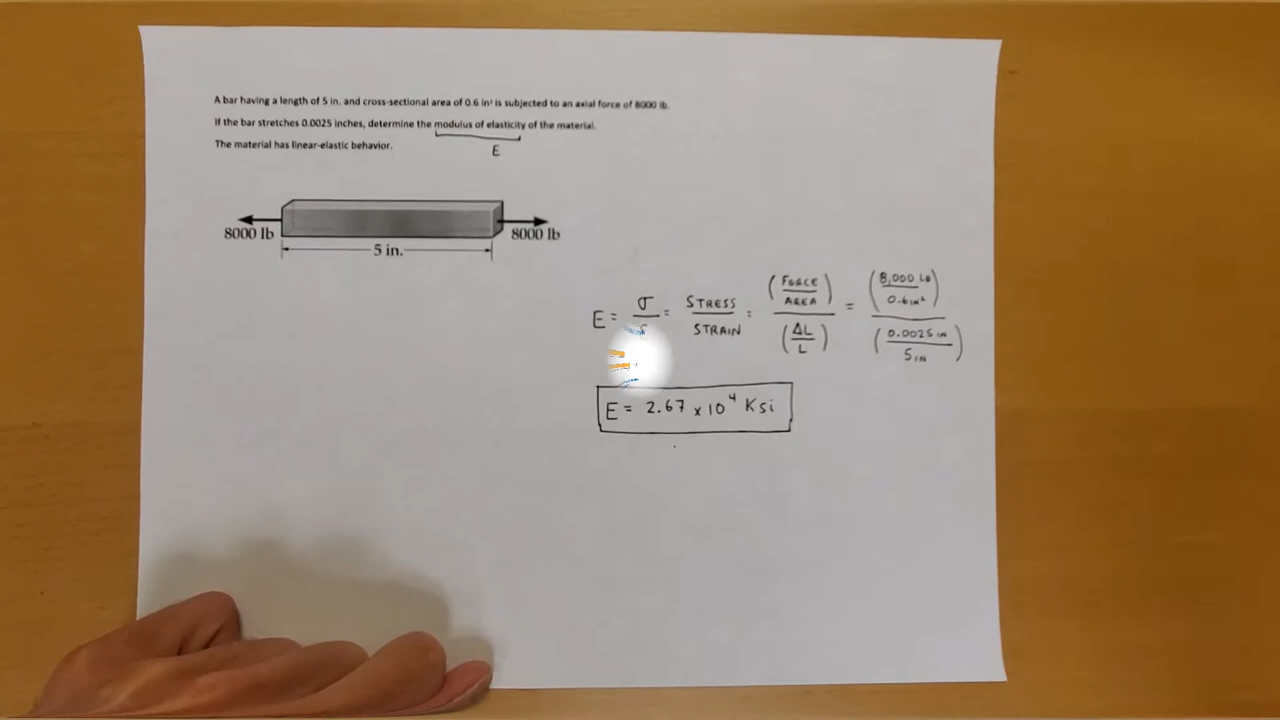 A bar having a length of 5 in. and cross-sectional area of 0.6 in² is subjected to an axial force of 8000 lb.
If the bar stretches 0.0025 inches, determine the modulus of elasticity of the material.
The material has linear-elastic behavior.
E
8000 lb
5 in.
8000 lb
E = σ/ = STRESS/STRAIN = (FORCE/AREA)/(ΔL/L) = (8,000 LB/0.6 IN²)/(0.0025 IN/5 IN)
E = 2.67 x 10⁴ Ksi